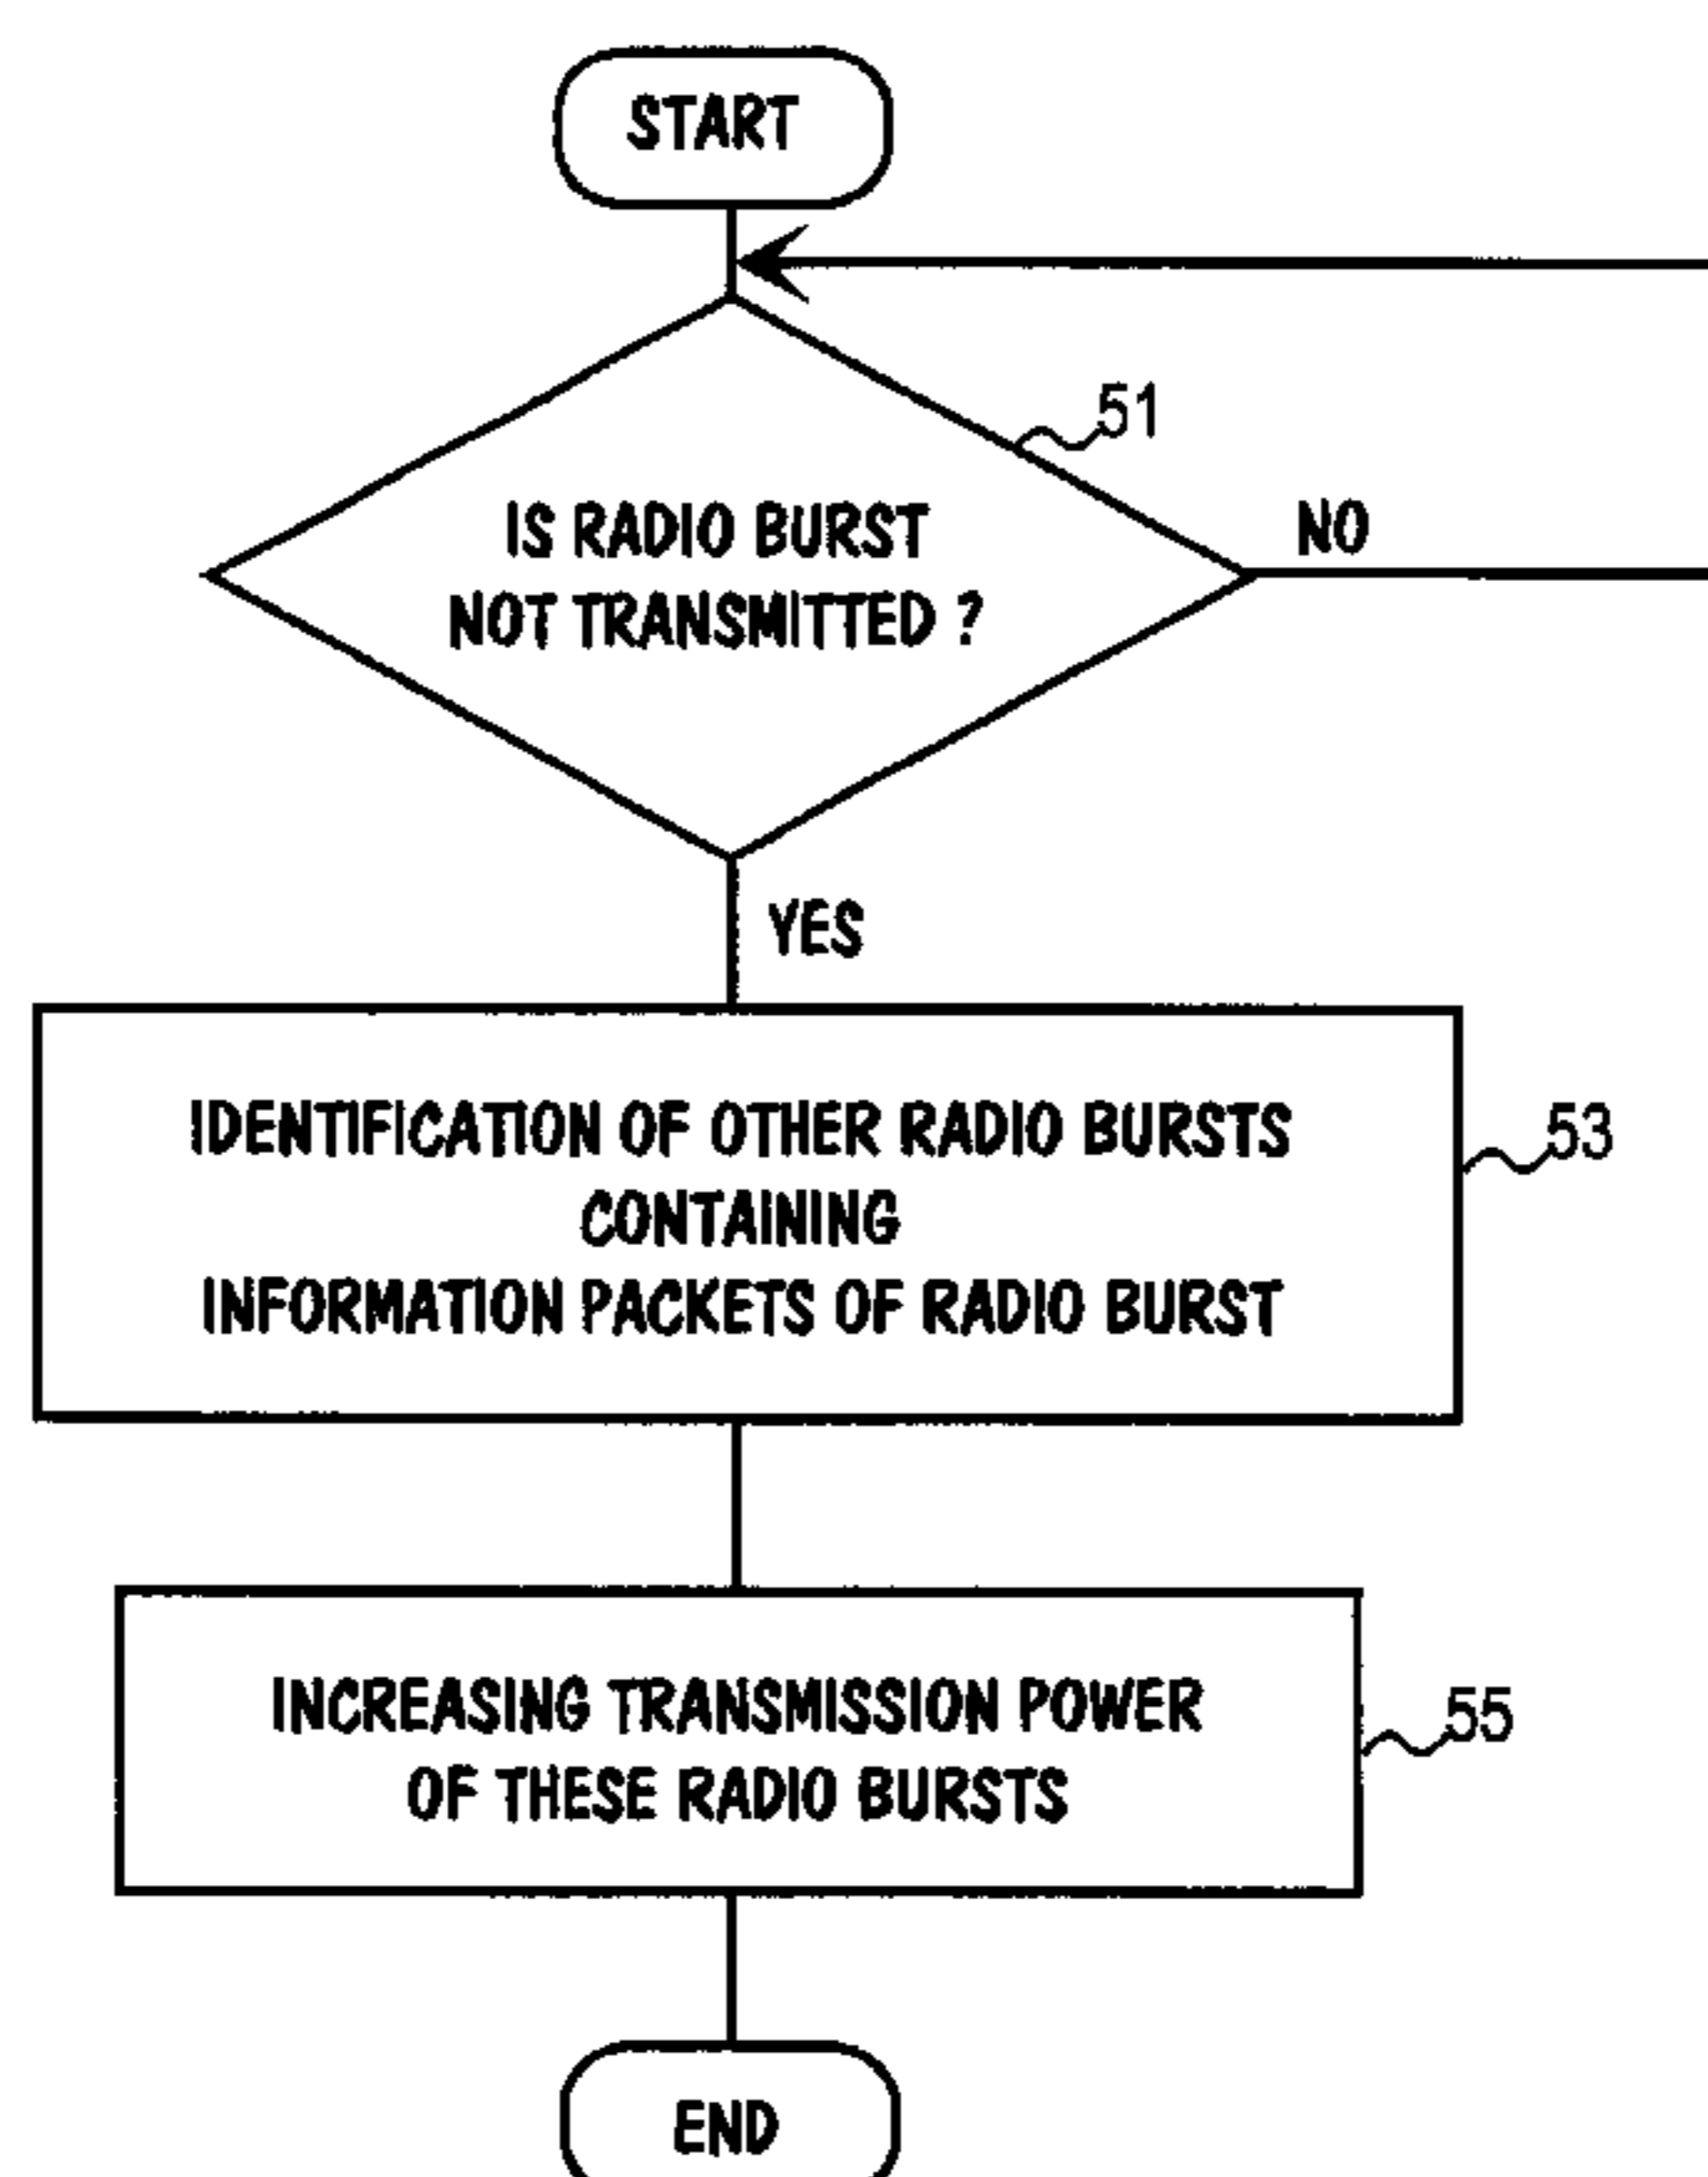 START
51
IS RADIO BURST
NOT TRANSMITTED ?
NO
YES
IDENTIFICATION OF OTHER RADIO BURSTS
CONTAINING
INFORMATION PACKETS OF RADIO BURST
53
INCREASING TRANSMISSION POWER
OF THESE RADIO BURSTS
55
END